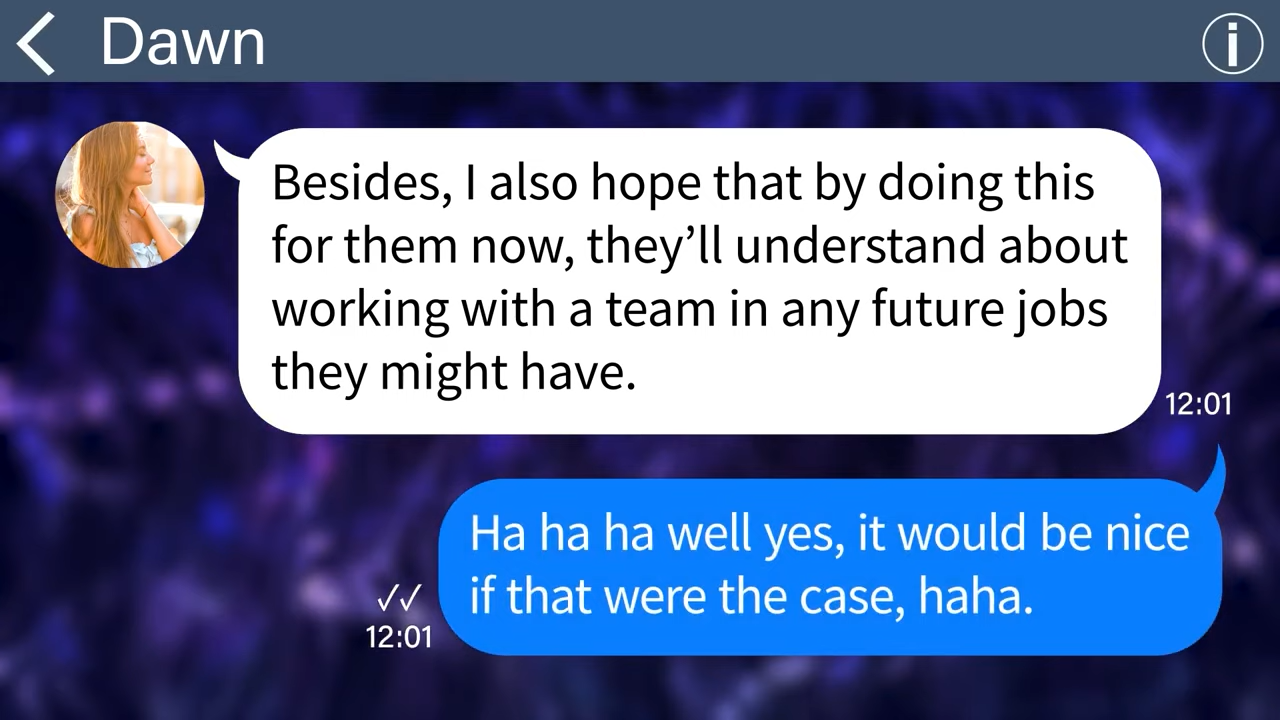 Dawn
Besides, I also hope that by doing this
for them now, they’ll understand about
working with a team in any future jobs
they might have.
12:01
Ha ha ha well yes, it would be nice
if that were the case, haha.
12:01